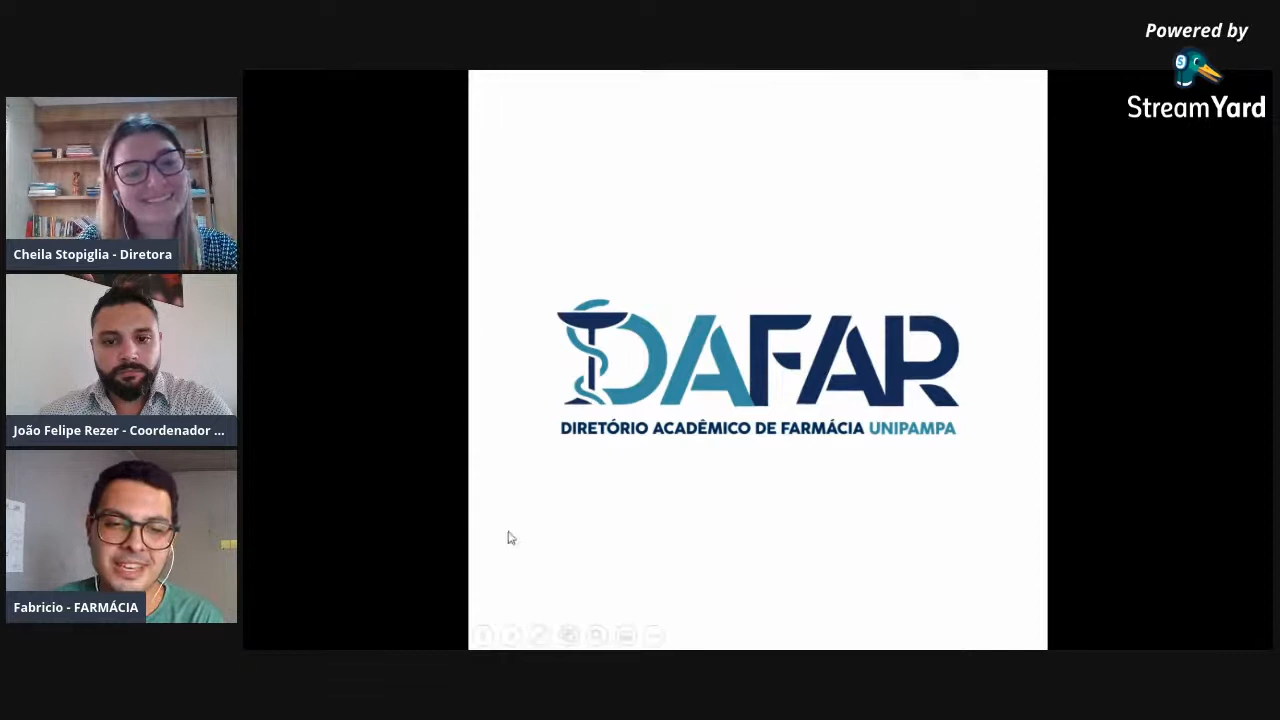 Powered by
StreamYard
Cheila Stopiglia - Diretora
João Felipe Rezer - Coordenador ...
Fabricio - FARMÁCIA
DAFAR
DIRETÓRIO ACADÊMICO DE FARMÁCIA UNIPAMPA